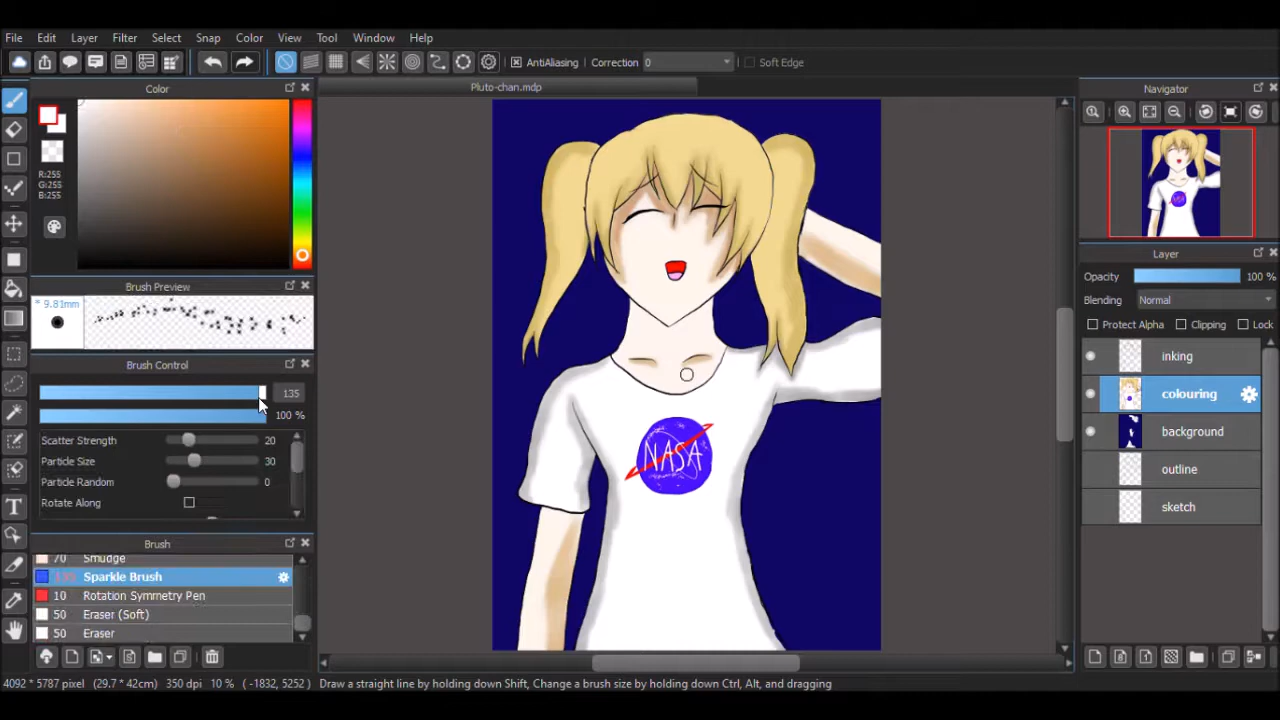 File Edit Layer Filter Select Snap Color View Tool Window Help
AntiAliasing Correction 0 Soft Edge
Color
Pluto-chan.mdp
Navigator
R:255
G:255
B:255
Brush Preview
* 9.81mm
Brush Control
135
100 %
Scatter Strength 20
Particle Size 30
Particle Random 0
Rotate Along
Brush
70 Smudge
135 Sparkle Brush
10 Rotation Symmetry Pen
50 Eraser (Soft)
50 Eraser
NASA
Layer
Opacity 100 %
Blending Normal
Protect Alpha Clipping Lock
inking
colouring
background
outline
sketch
4092 * 5787 pixel (29.7 * 42cm) 350 dpi 10 % ( -1832, 5252 ) Draw a straight line by holding down Shift, Change a brush size by holding down Ctrl, Alt, and dragging